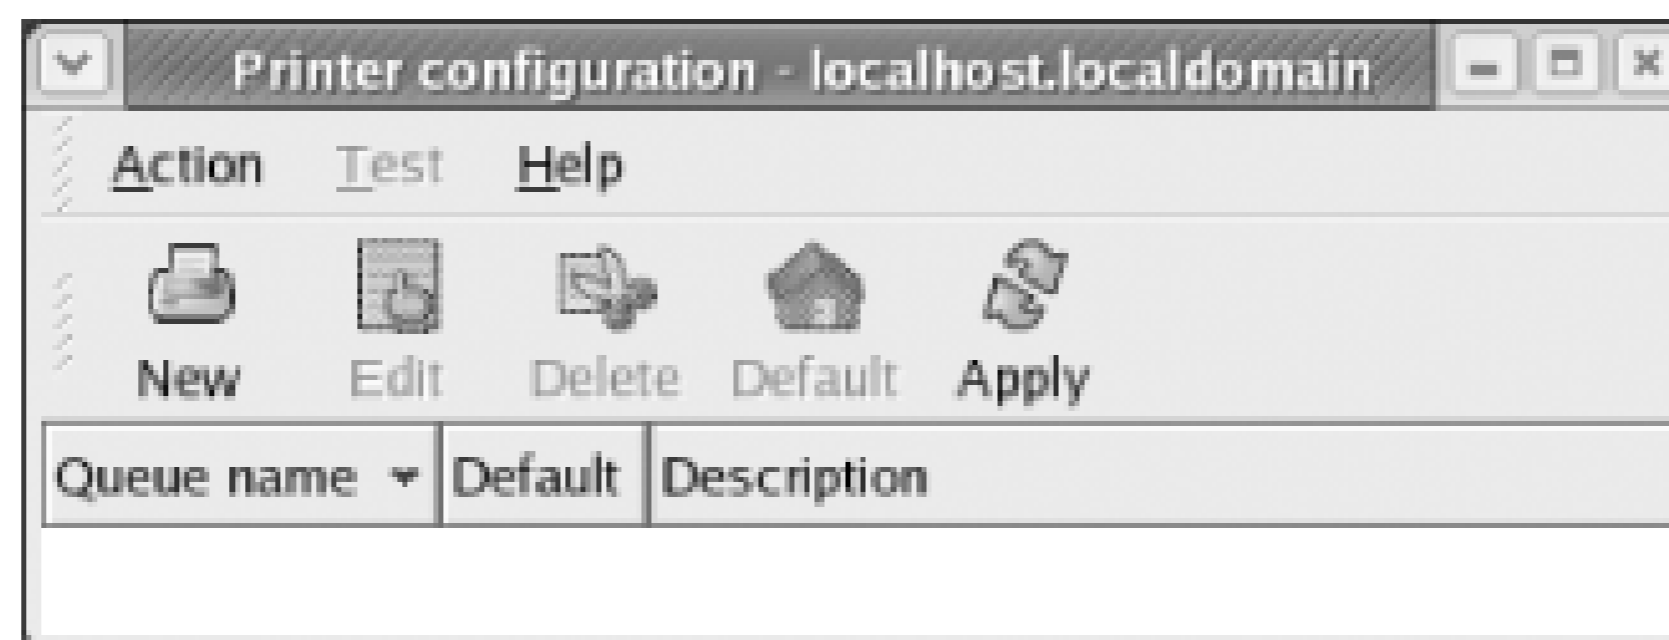 Printer configuration - localhost.localdomain
Action Test Help
New Edit Delete Default Apply
Queue name Default Description